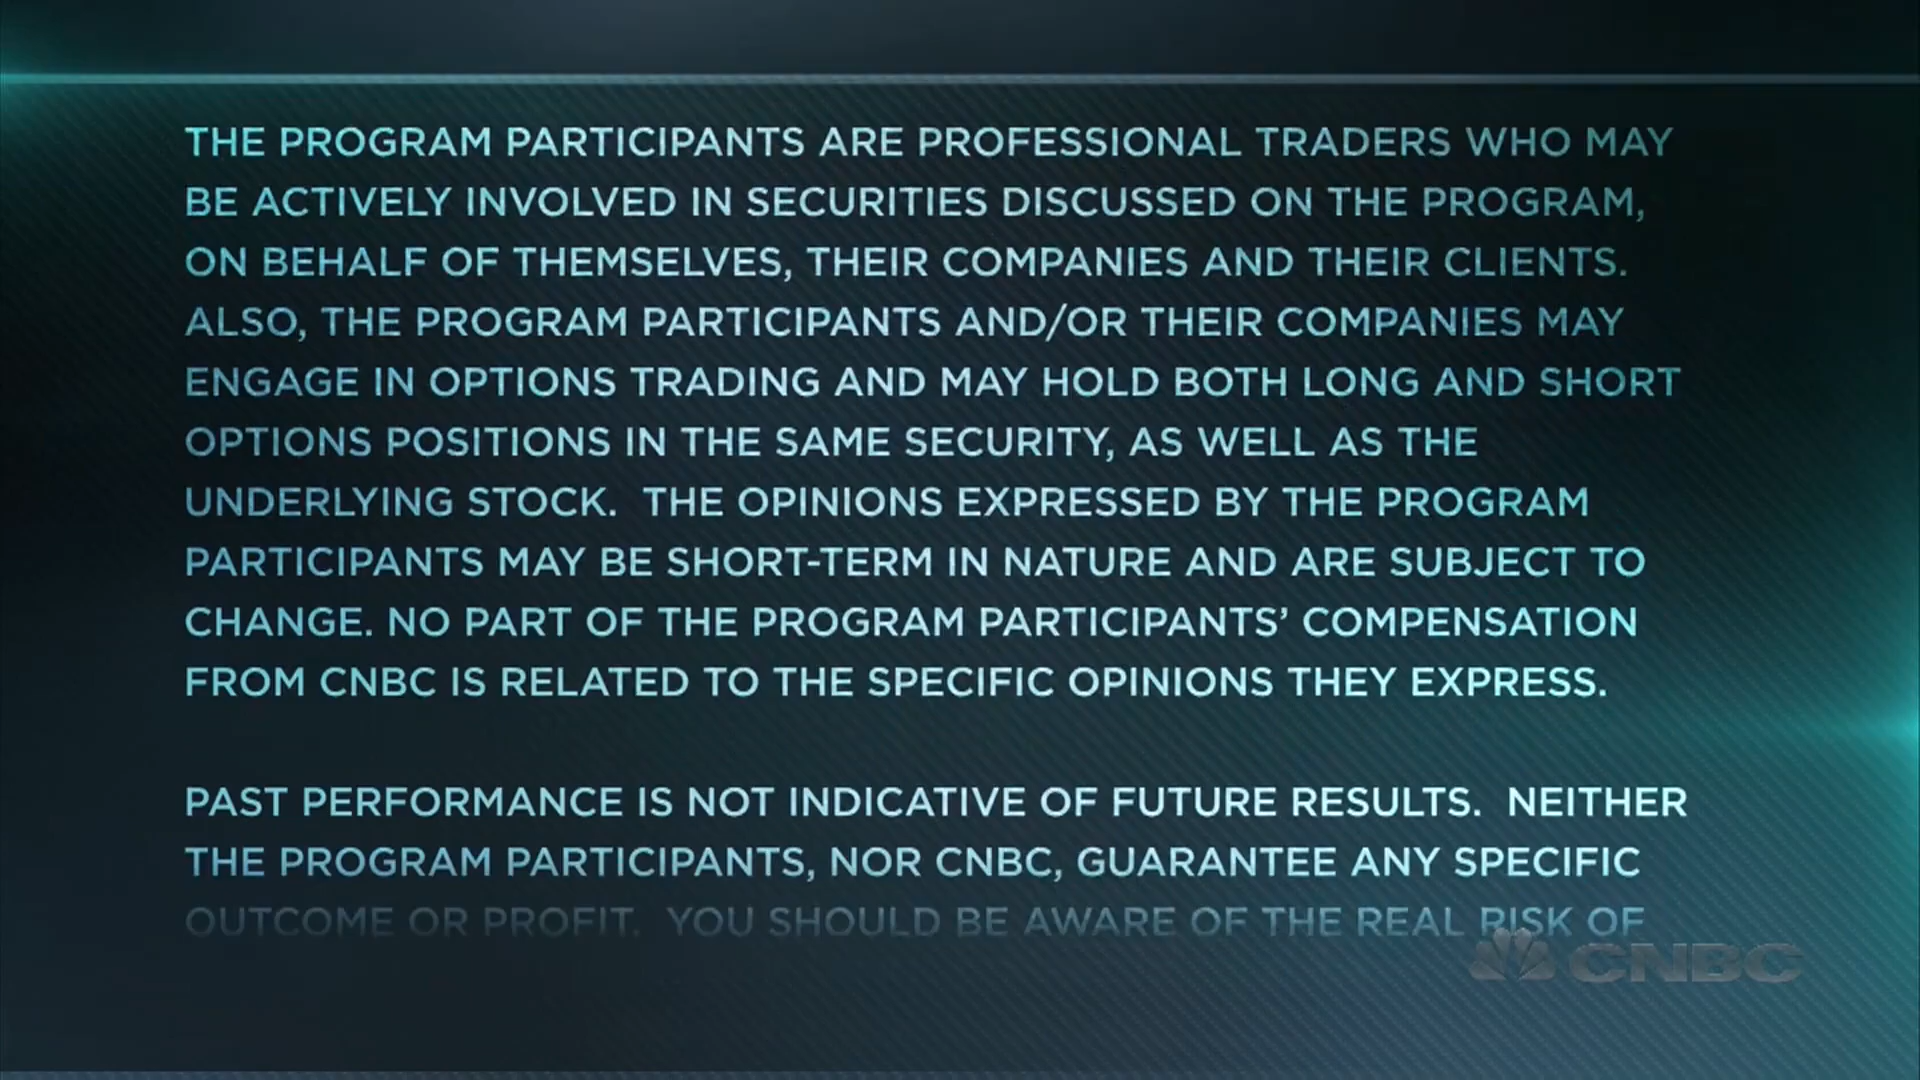 THE PROGRAM PARTICIPANTS ARE PROFESSIONAL TRADERS WHO MAY
BE ACTIVELY INVOLVED IN SECURITIES DISCUSSED ON THE PROGRAM,
ON BEHALF OF THEMSELVES, THEIR COMPANIES AND THEIR CLIENTS.
ALSO, THE PROGRAM PARTICIPANTS AND/OR THEIR COMPANIES MAY
ENGAGE IN OPTIONS TRADING AND MAY HOLD BOTH LONG AND SHORT
OPTIONS POSITIONS IN THE SAME SECURITY, AS WELL AS THE
UNDERLYING STOCK.  THE OPINIONS EXPRESSED BY THE PROGRAM
PARTICIPANTS MAY BE SHORT-TERM IN NATURE AND ARE SUBJECT TO
CHANGE. NO PART OF THE PROGRAM PARTICIPANTS’ COMPENSATION
FROM CNBC IS RELATED TO THE SPECIFIC OPINIONS THEY EXPRESS.
PAST PERFORMANCE IS NOT INDICATIVE OF FUTURE RESULTS.  NEITHER
THE PROGRAM PARTICIPANTS, NOR CNBC, GUARANTEE ANY SPECIFIC
OUTCOME OR PROFIT.  YOU SHOULD BE AWARE OF THE REAL RISK OF
CNBC